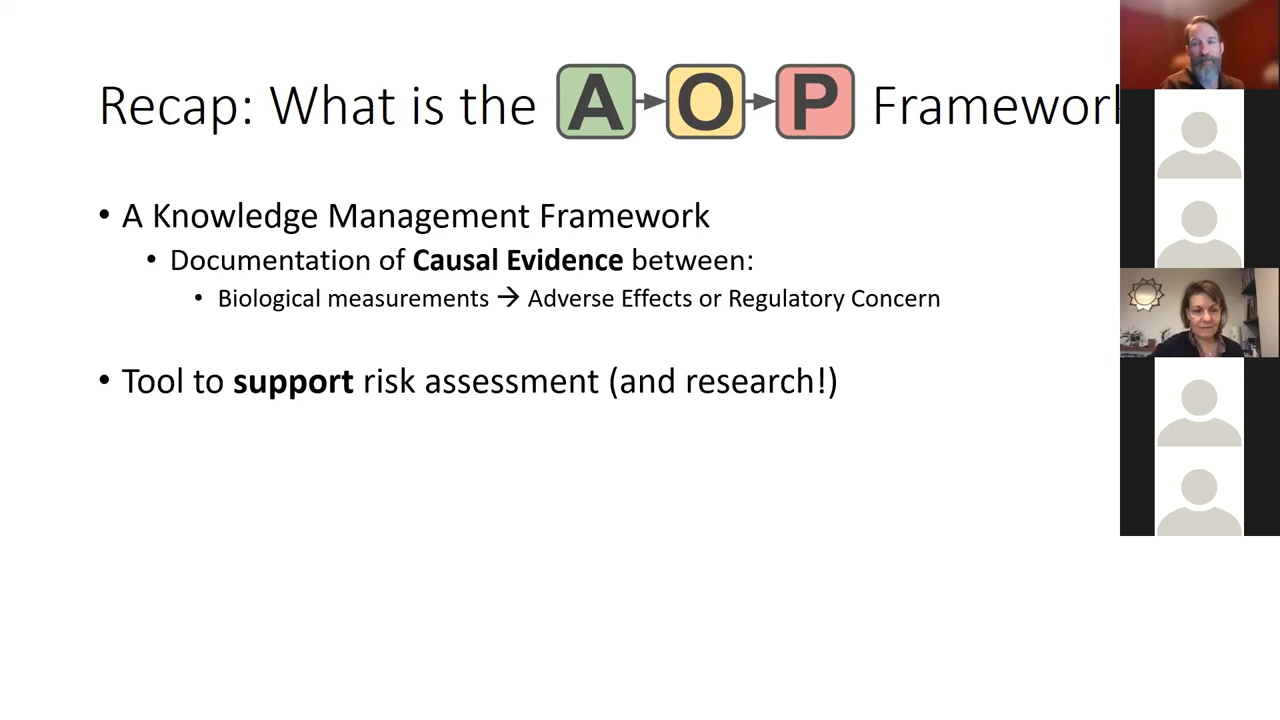 Recap: What is the A O P Framework
• A Knowledge Management Framework
• Documentation of Causal Evidence between:
• Biological measurements → Adverse Effects or Regulatory Concern
• Tool to support risk assessment (and research!)